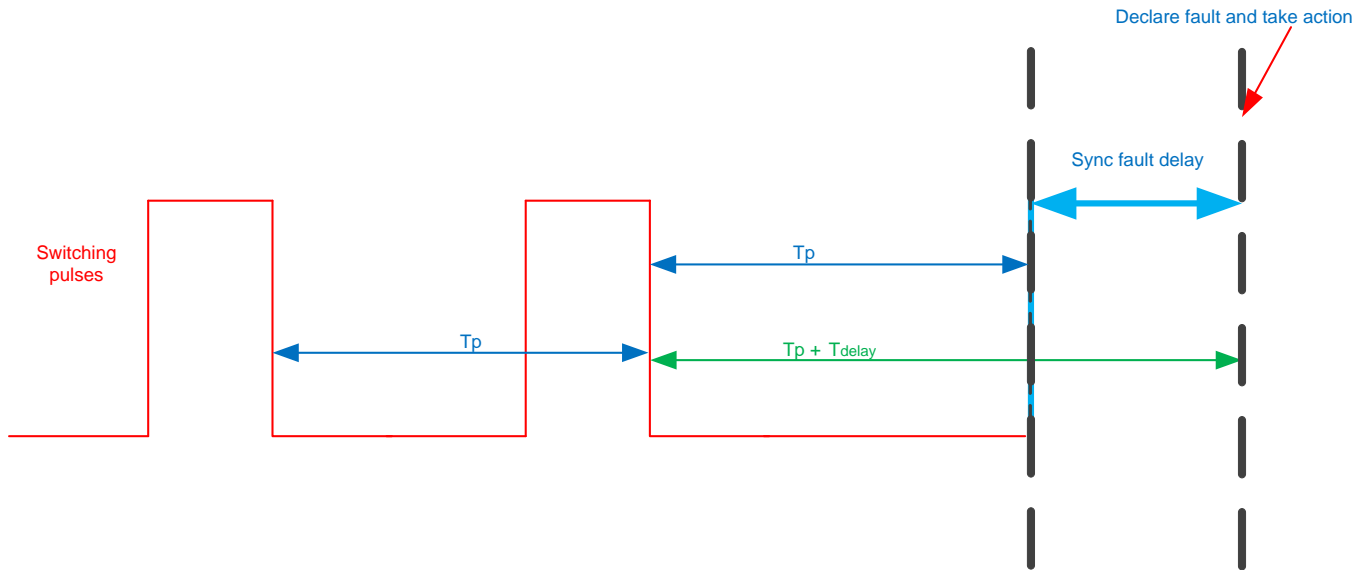 Declare fault and take action
Sync fault delay
Switching
pulses
Tp
Tp
Tp + Tdelay